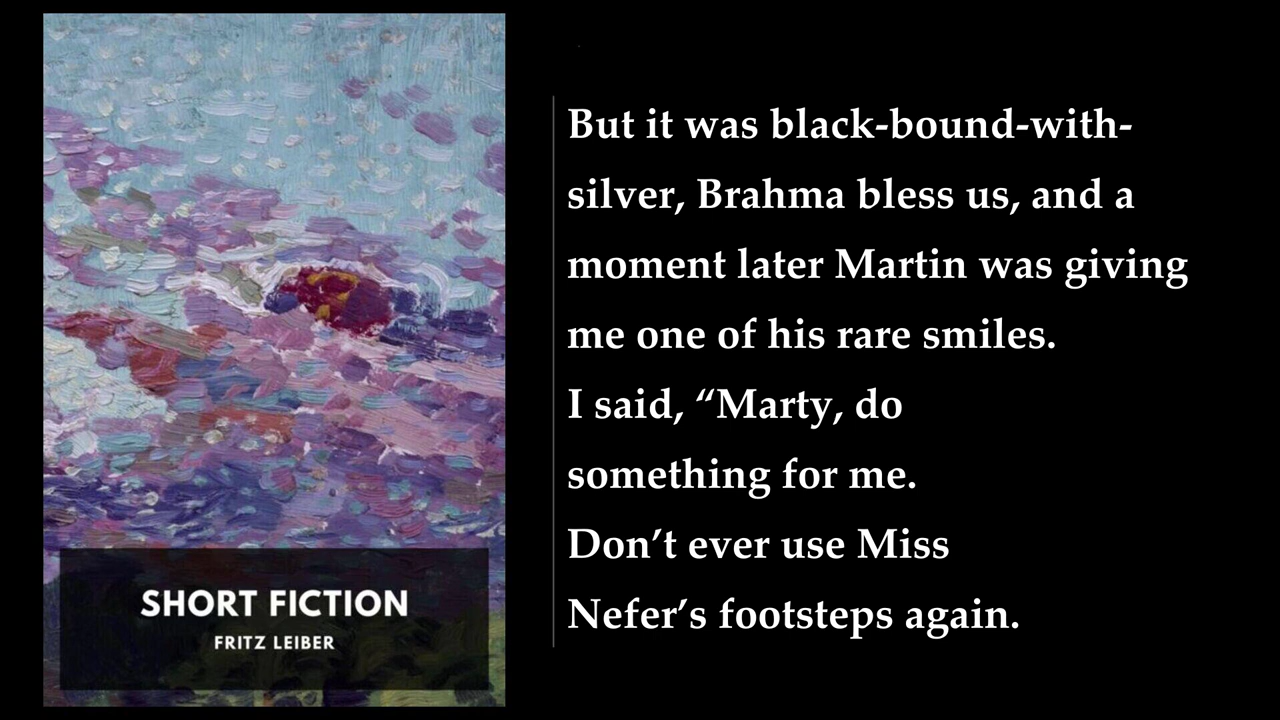 SHORT FICTION
FRITZ LEIBER
But it was black-bound-with-
silver, Brahma bless us, and a
moment later Martin was giving
me one of his rare smiles.
I said, “Marty, do
something for me.
Don’t ever use Miss
Nefer’s footsteps again.